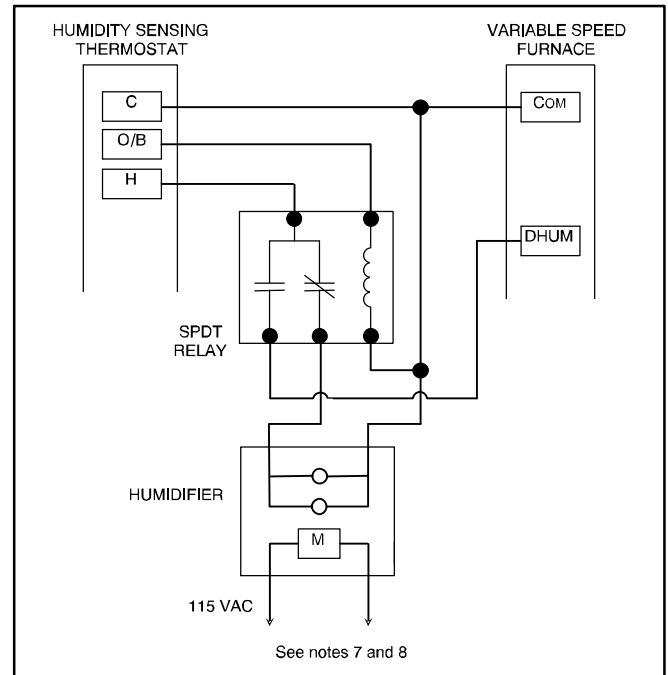 HUMIDITY SENSING
THERMOSTAT
VARIABLE SPEED
FURNACE
C
COM
O/B
H
DHUM
SPDT
RELAY
HUMIDIFIER
M
115 VAC
See notes 7 and 8